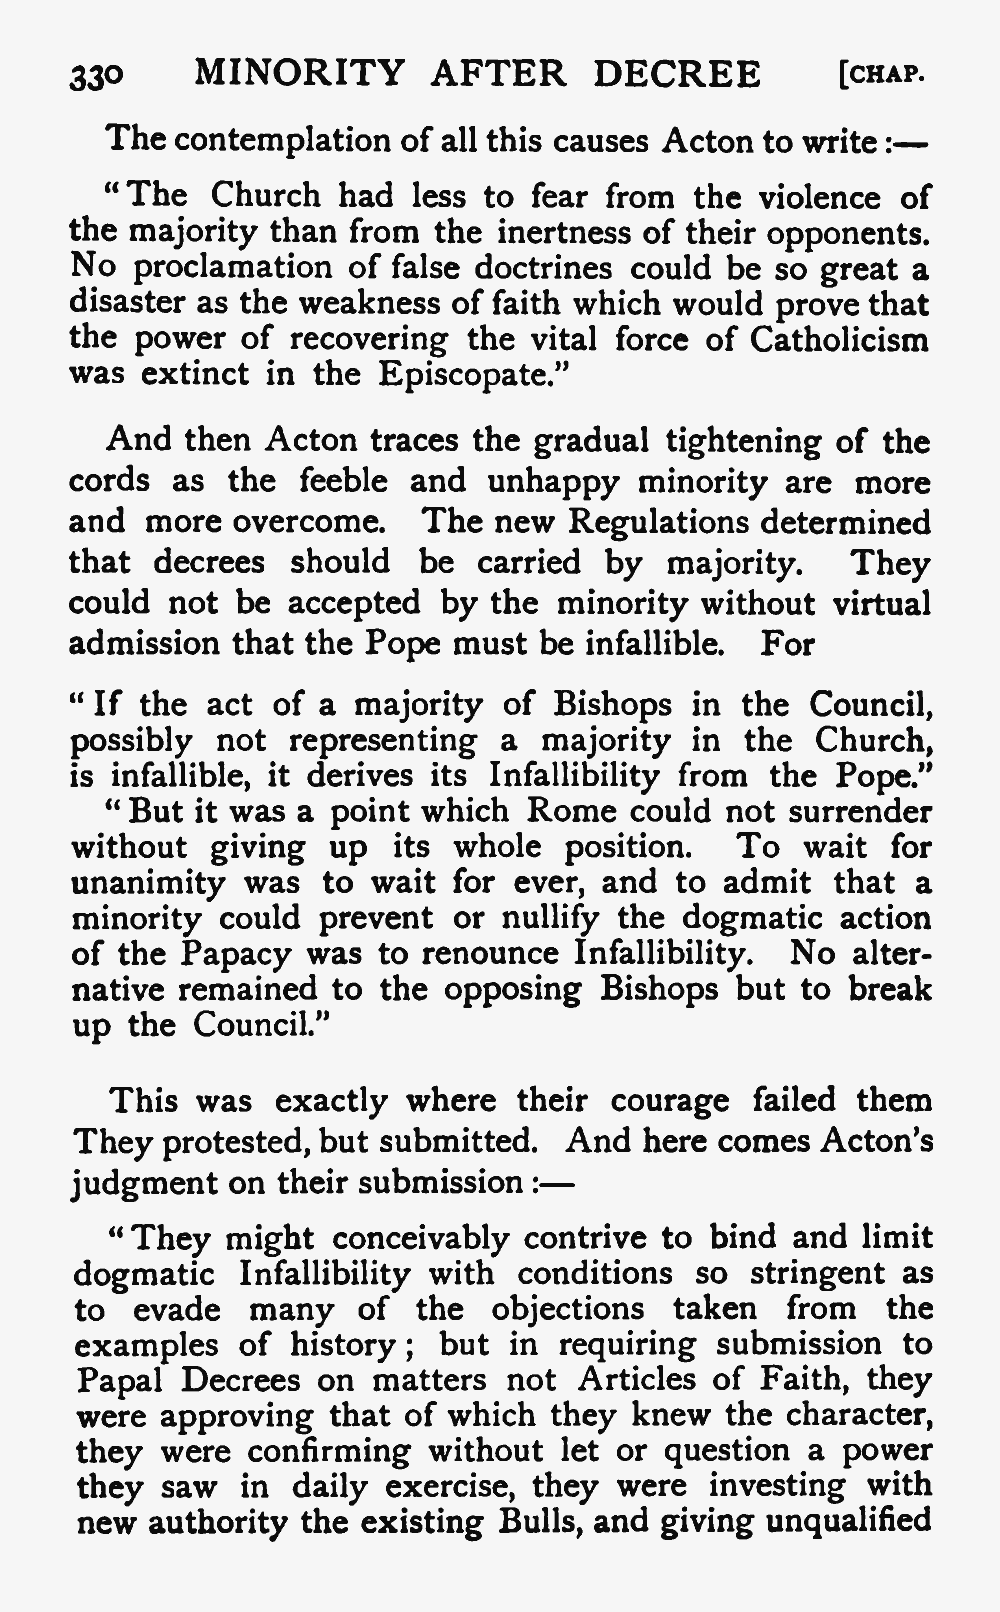 330 MINORITY AFTER DECREE [CHAP.
The contemplation of all this causes Acton to write :—
“ The Church had less to fear from the violence of
the majority than from the inertness of their opponents.
No proclamation of false doctrines could be so great a
disaster as the weakness of faith which would prove that
the power of recovering the vital force of Catholicism
was extinct in the Episcopate.”
And then Acton traces the gradual tightening of the
cords as the feeble and unhappy minority are more
and more overcome. The new Regulations determined
that decrees should be carried by majority. They
could not be accepted by the minority without virtual
admission that the Pope must be infallible. For
“ If the act of a majority of Bishops in the Council,
possibly not representing a majority in the Church,
is infallible, it derives its Infallibility from the Pope.”
“ But it was a point which Rome could not surrender
without giving up its whole position. To wait for
unanimity was to wait for ever, and to admit that a
minority could prevent or nullify the dogmatic action
of the Papacy was to renounce Infallibility. No alter-
native remained to the opposing Bishops but to break
up the Council.”
This was exactly where their courage failed them
They protested, but submitted. And here comes Acton’s
judgment on their submission :—
“ They might conceivably contrive to bind and limit
dogmatic Infallibility with conditions so stringent as
to evade many of the objections taken from the
examples of history ; but in requiring submission to
Papal Decrees on matters not Articles of Faith, they
were approving that of which they knew the character,
they were confirming without let or question a power
they saw in daily exercise, they were investing with
new authority the existing Bulls, and giving unqualified